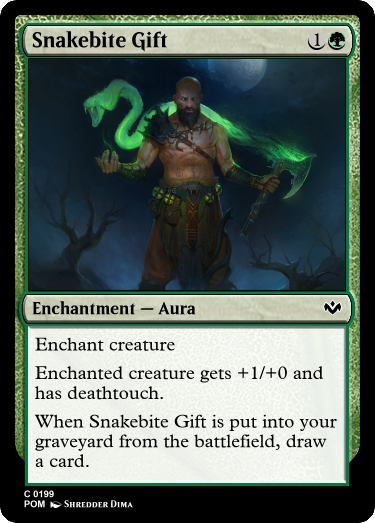 Snakebite Gift 1
Enchantment — Aura
Enchant creature
Enchanted creature gets +1/+0 and
has deathtouch.
When Snakebite Gift is put into your
graveyard from the battlefield, draw
a card.
C 0199
POM Shredder Dima